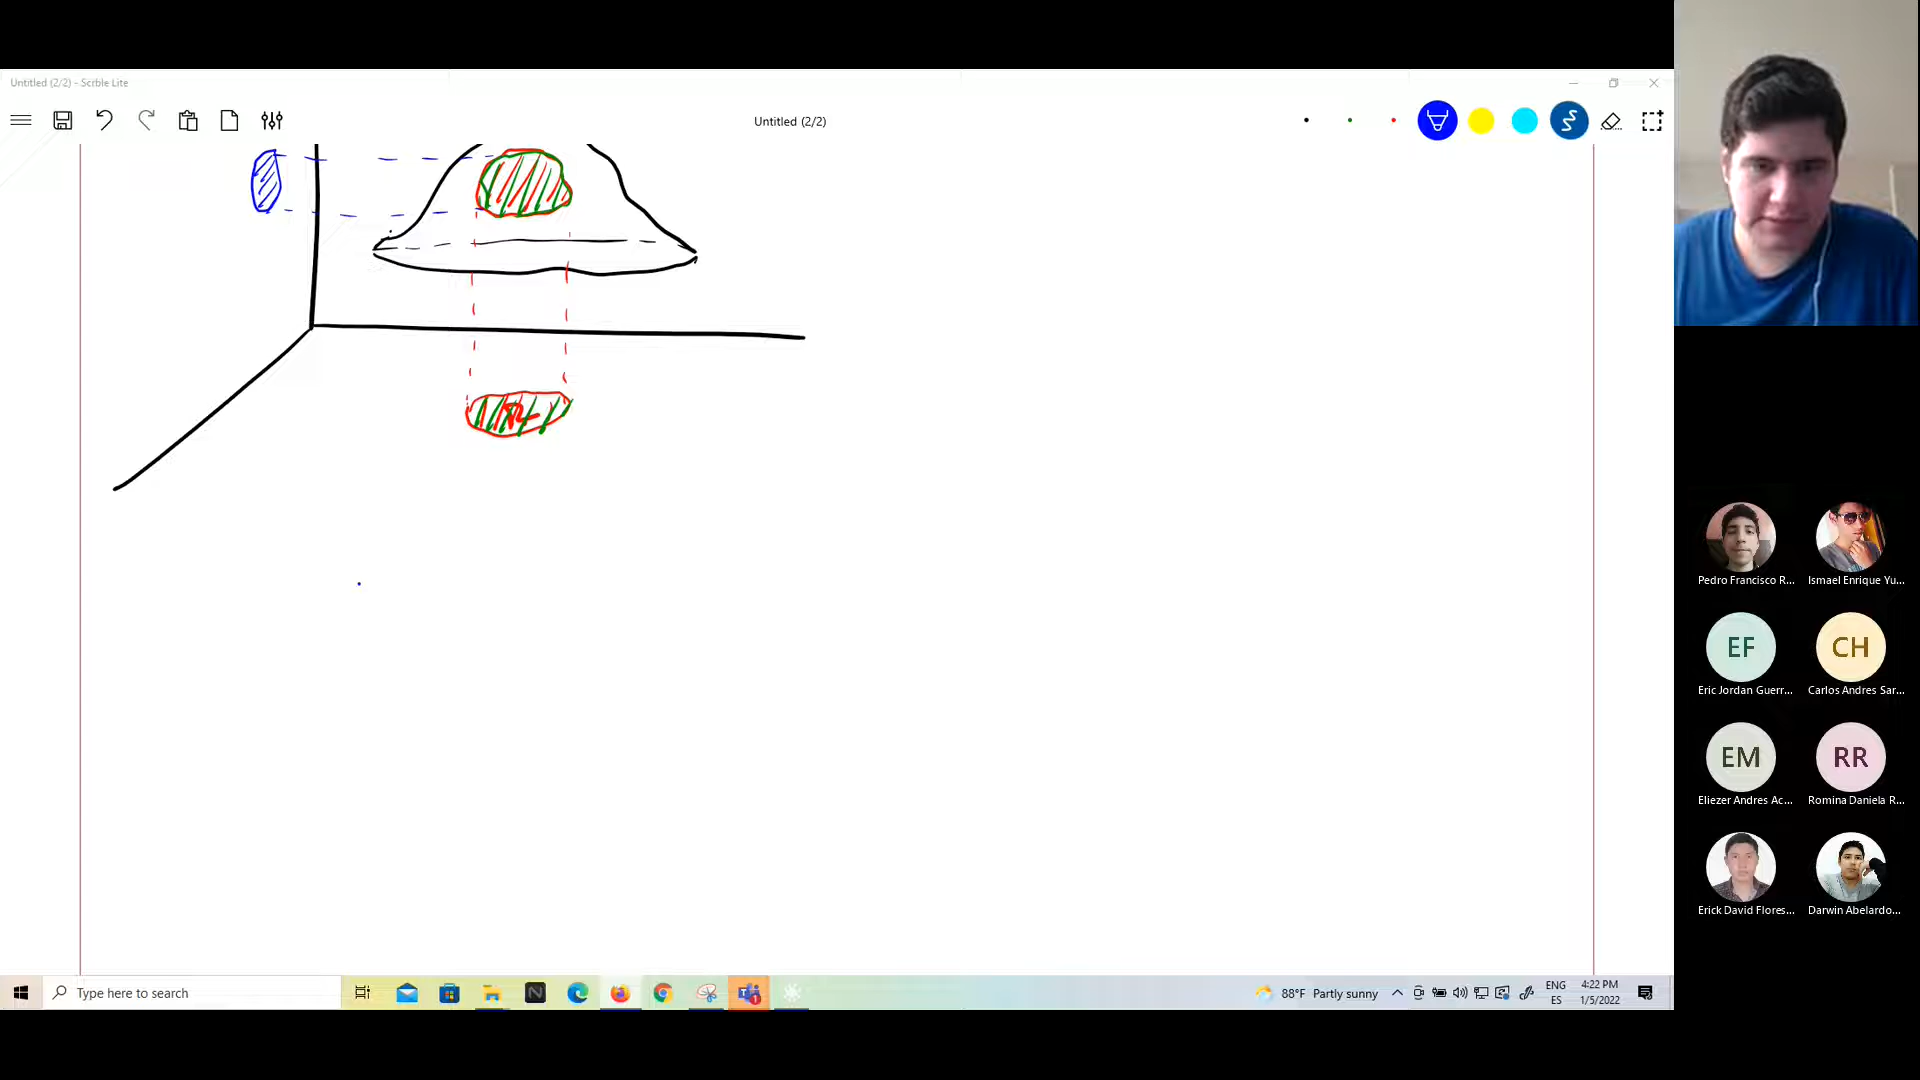 Untitled (2/2) - Scrble Lite
Untitled (2/2)
R
Pedro Francisco R...
Ismael Enrique Yu...
EF
CH
Eric Jordan Guerr...
Carlos Andres Sar...
EM
RR
Eliezer Andres Ac...
Romina Daniela R...
Erick David Flores...
Darwin Abelardo...
Type here to search
88°F Partly sunny
ENG
ES
4:22 PM
1/5/2022